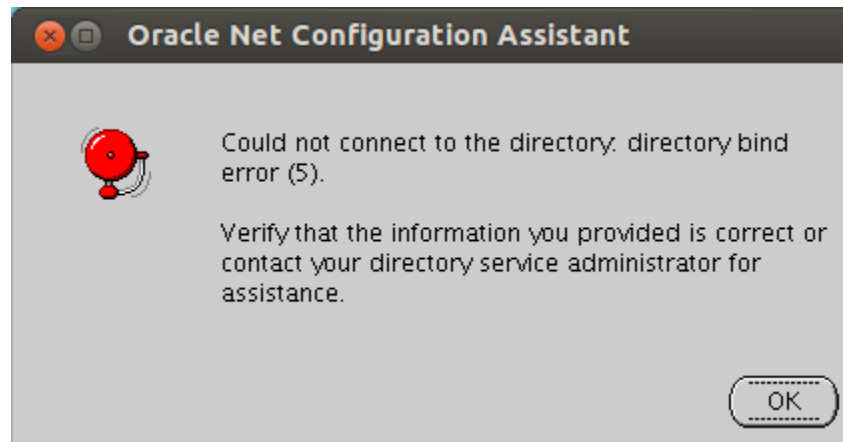 Oracle Net Configuration Assistant
Could not connect to the directory: directory bind
error (5).
Verify that the information you provided is correct or
contact your directory service administrator for
assistance.
OK